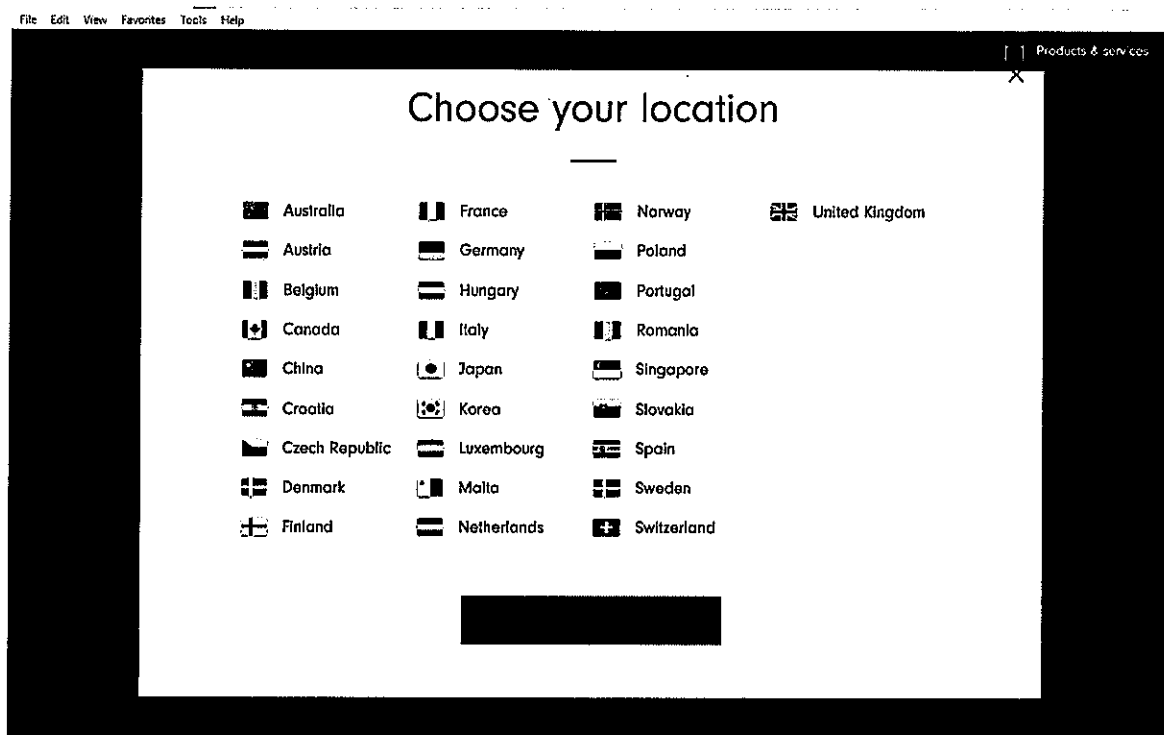 File Edit View Favorites Tools Help
Products & services
Choose your location
Australia
Austria
Belgium
Canada
China
Croatia
Czech Republic
Denmark
Finland
France
Germany
Hungary
Italy
Japan
Korea
Luxembourg
Malta
Netherlands
Norway
Poland
Portugal
Romania
Singapore
Slovakia
Spain
Sweden
Switzerland
United Kingdom